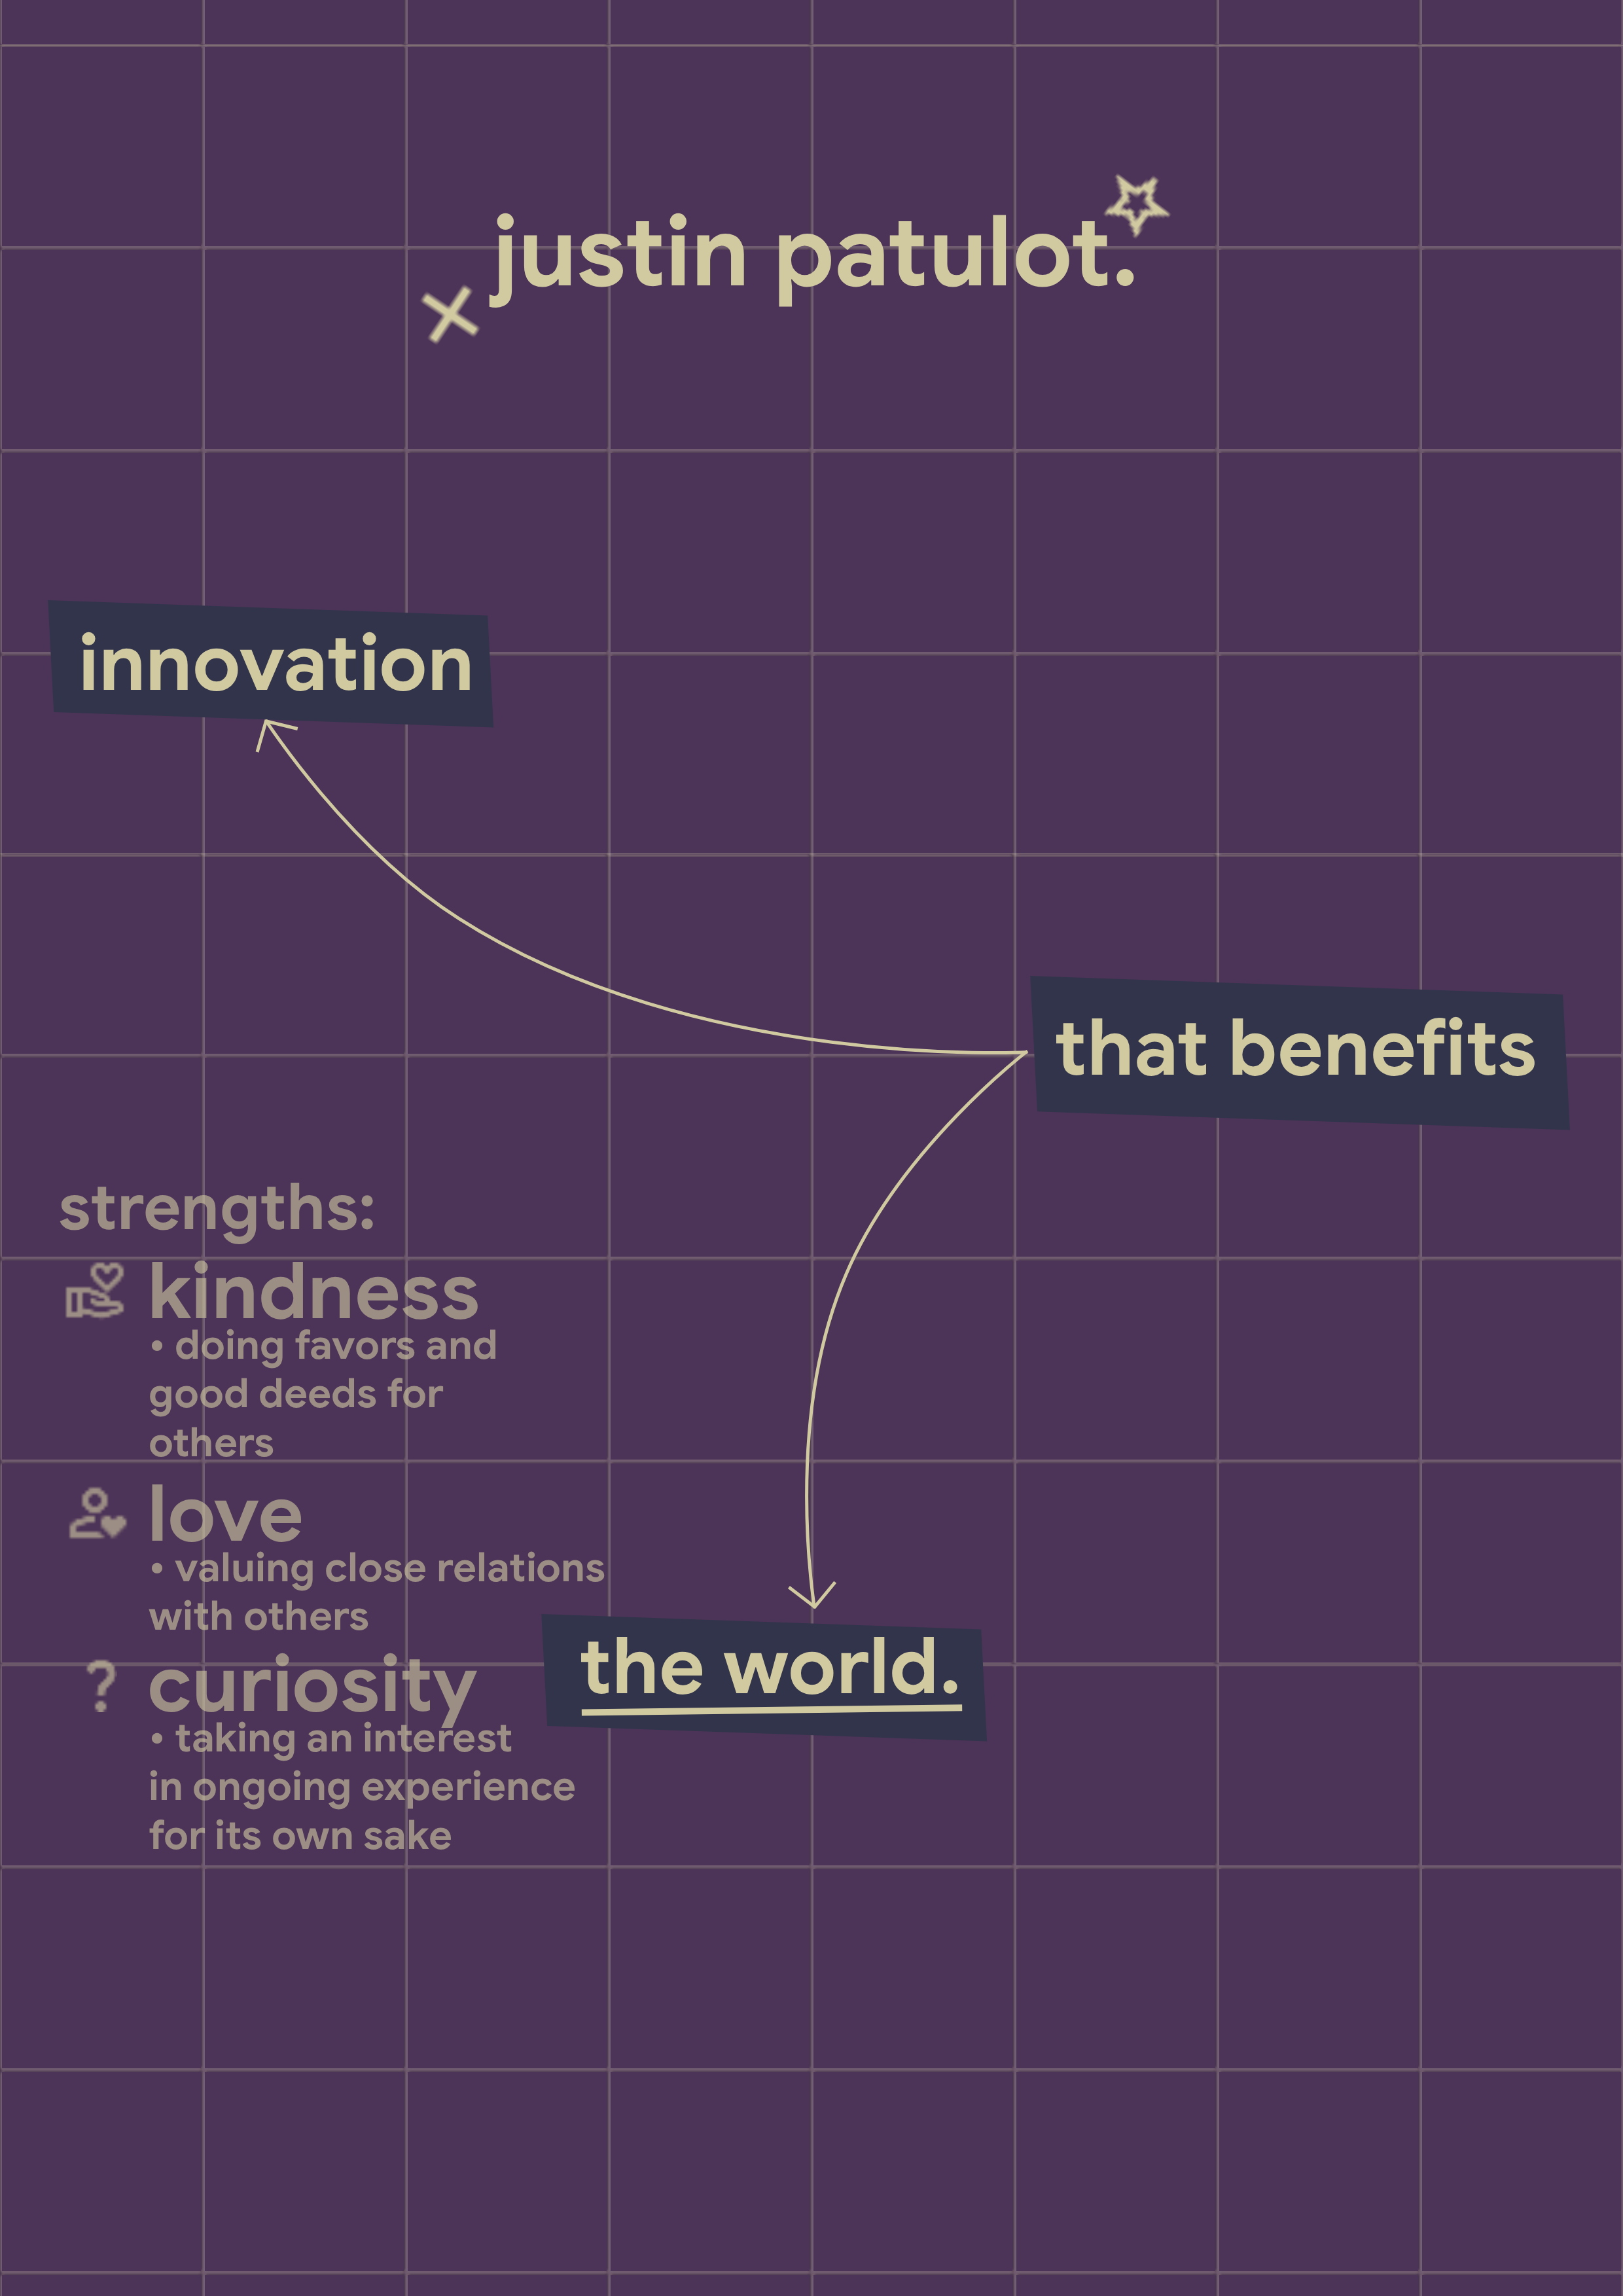 justin patulot.
innovation
that benefits
strengths:
kindness
• doing favors and
good deeds for
others
love
• valuing close relations
with others
the world.
curiosity
• taking an interest
in ongoing experience
for its own sake